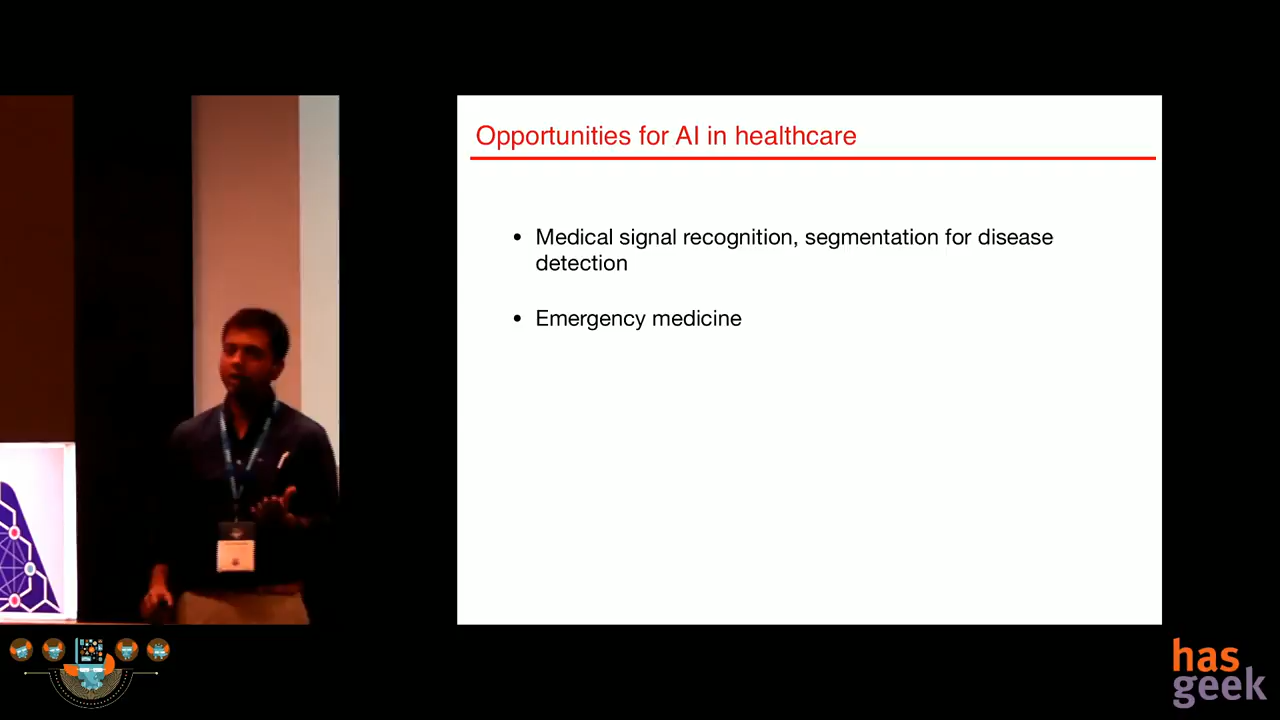 Opportunities for AI in healthcare
• Medical signal recognition, segmentation for disease
detection
• Emergency medicine
has
geek